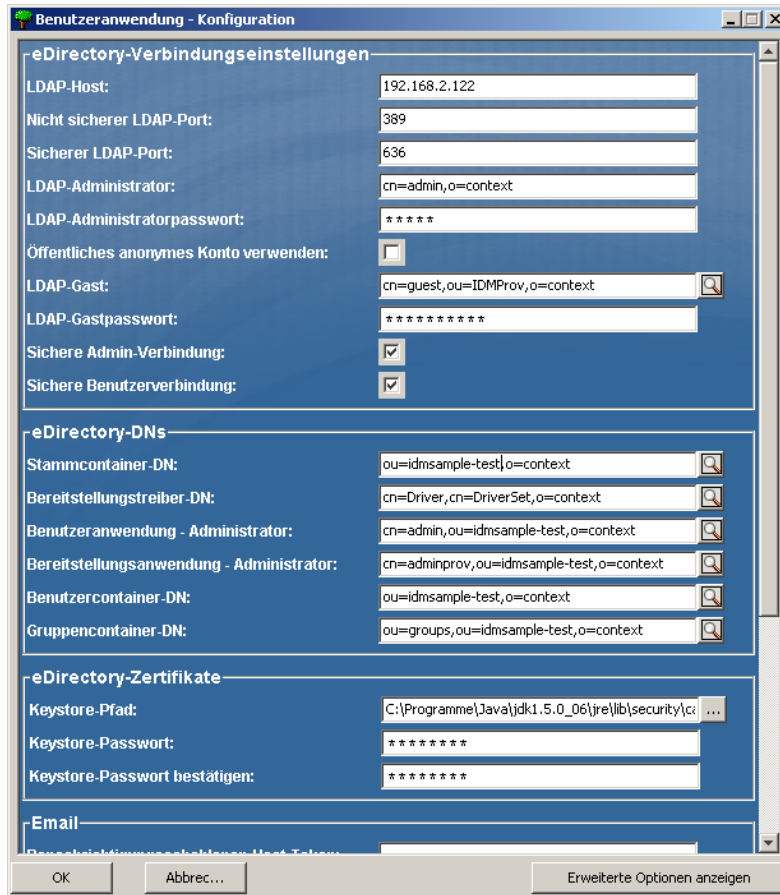 Benutzeranwendung - Konfiguration
eDirectory-Verbindungseinstellungen
LDAP-Host: 192.168.2.122
Nicht sicherer LDAP-Port: 389
Sicherer LDAP-Port: 636
LDAP-Administrator: cn=admin,o=context
LDAP-Administratorpasswort: *****
Öffentliches anonymes Konto verwenden:
LDAP-Gast: cn=guest,ou=IDMProv,o=context
LDAP-Gastpasswort: **********
Sichere Admin-Verbindung:
Sichere Benutzerverbindung:
eDirectory-DNs
Stammcontainer-DN: ou=idmsample-test,o=context
Bereitstellungstreiber-DN: cn=Driver,cn=DriverSet,o=context
Benutzeranwendung - Administrator: cn=admin,ou=idmsample-test,o=context
Bereitstellungsanwendung - Administrator: cn=adminprov,ou=idmsample-test,o=context
Benutzercontainer-DN: ou=idmsample-test,o=context
Gruppencontainer-DN: ou=groups,ou=idmsample-test,o=context
eDirectory-Zertifikate
Keystore-Pfad: C:\Programme\Java\jdk1.5.0_06\jre\lib\security\ca ...
Keystore-Passwort: ********
Keystore-Passwort bestätigen: ********
Email
OK Abbrec... Erweiterte Optionen anzeigen